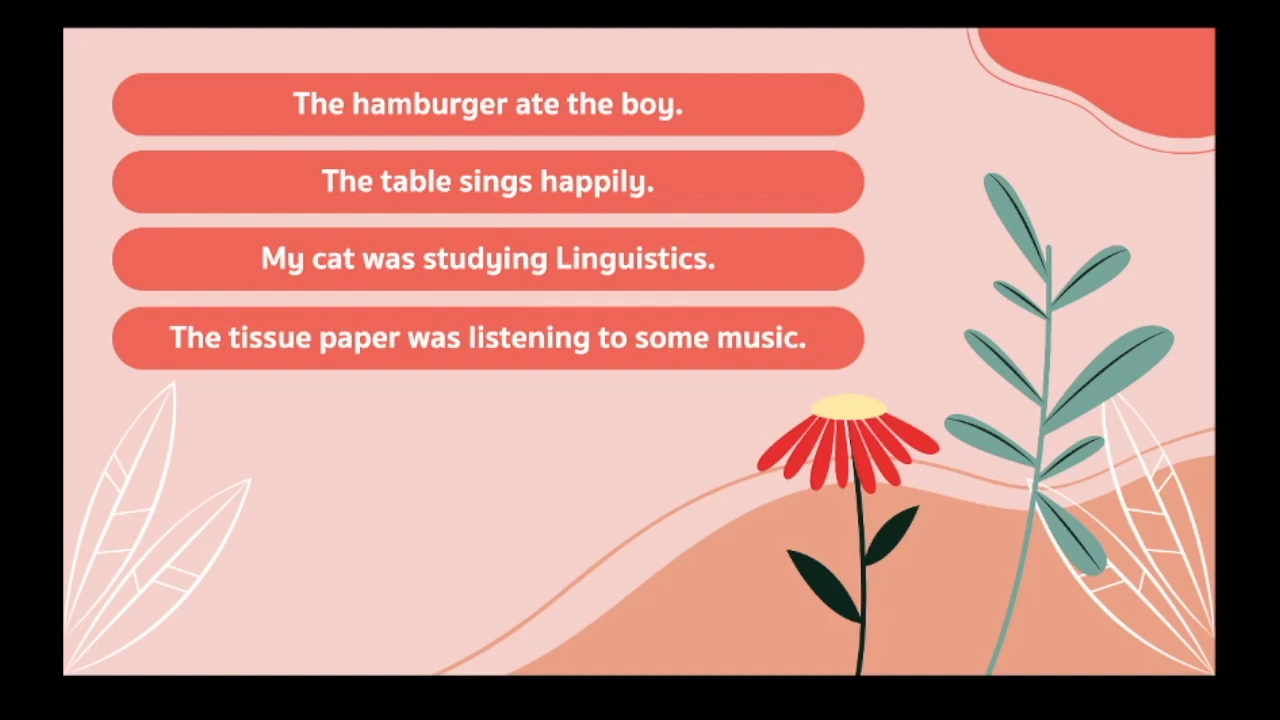 The hamburger ate the boy.
The table sings happily.
My cat was studying Linguistics.
The tissue paper was listening to some music.